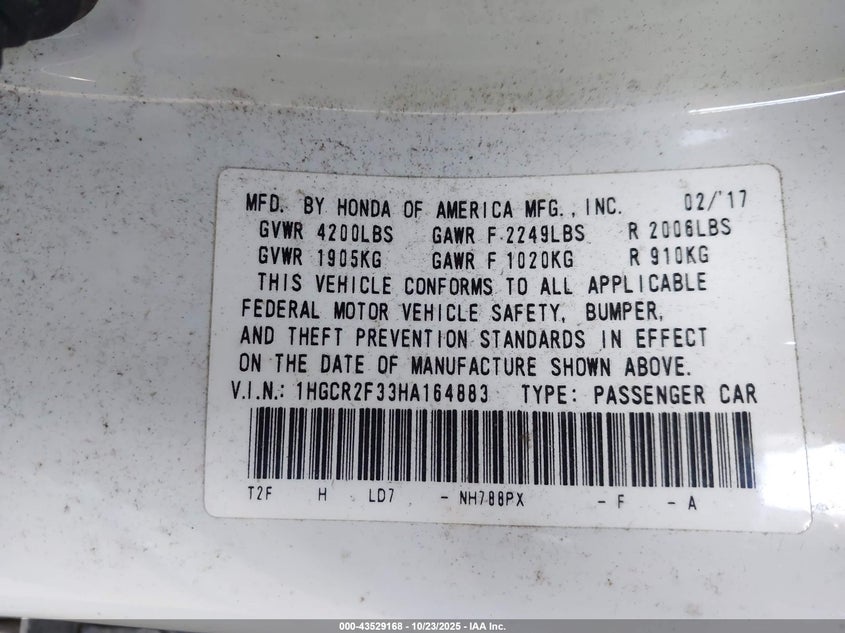 MFD. BY HONDA OF AMERICA MFG., INC. 02/'17
GVWR 4200LBS GAWR F 2249LBS R 2006LBS
GVWR 1905KG GAWR F 1020KG R 910KG
THIS VEHICLE CONFORMS TO ALL APPLICABLE
FEDERAL MOTOR VEHICLE SAFETY, BUMPER,
AND THEFT PREVENTION STANDARDS IN EFFECT
ON THE DATE OF MANUFACTURE SHOWN ABOVE.
V.I.N.: 1HGCR2F33HA164883 TYPE: PASSENGER CAR
T2F H LD7 - NH788PX - F - A
000-43529168 - 10/23/2025 - IAA Inc.